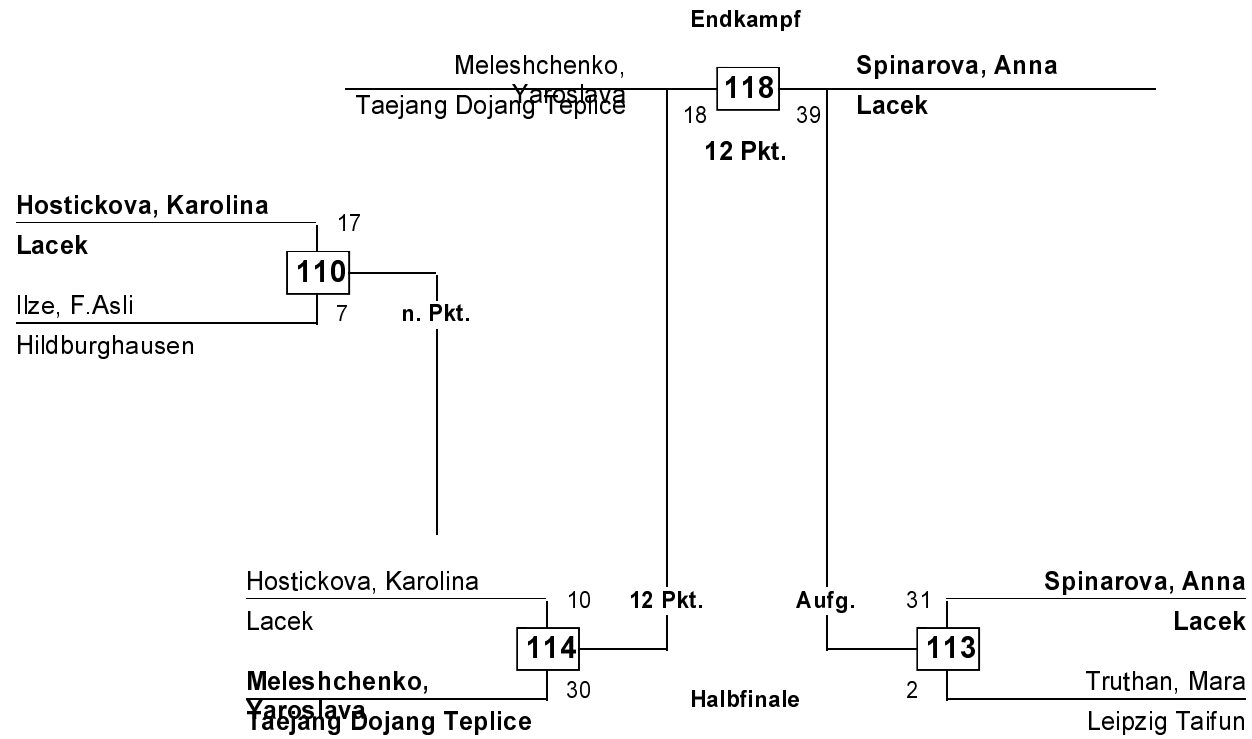 Endkampf
Meleshchenko,
Yaroslava
Taejang Dojang Teplice
118
Spinarova, Anna
Lacek
18
39
12 Pkt.
Hostickova, Karolina
17
Lacek
110
Ilze, F.Asli
7
n. Pkt.
Hildburghausen
Hostickova, Karolina
10
12 Pkt.
Lacek
114
Meleshchenko,
Yaroslava
30
Taejang Dojang Teplice
Halbfinale
Aufg.
31
Spinarova, Anna
Lacek
113
2
Truthan, Mara
Leipzig Taifun